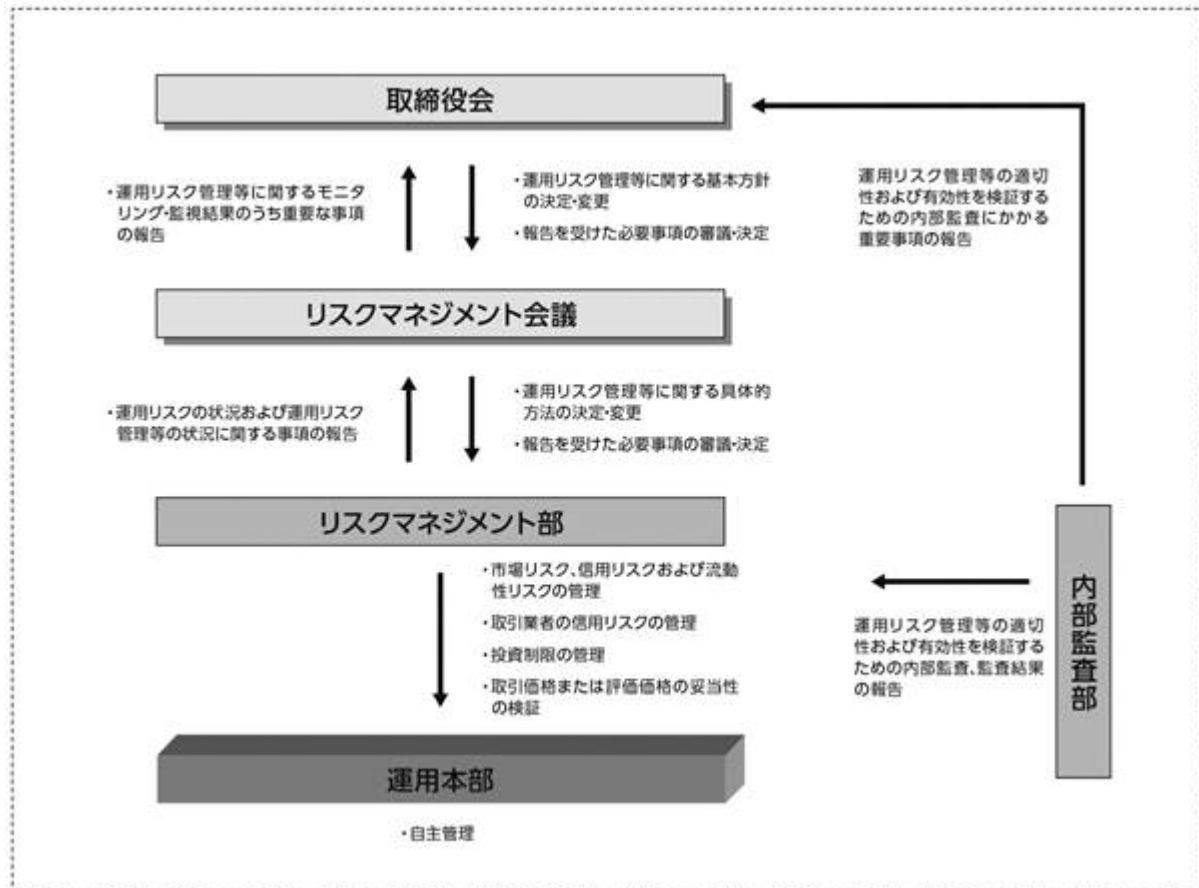 取締役会
・運用リスク管理等に関するモニタ
リング・監視結果のうち重要な事項
の報告
・運用リスク管理等に関する基本方針
の決定・変更
・報告を受けた必要事項の審議・決定
運用リスク管理等の適切
性および有効性を検証する
ための内部監査にかかる
重要事項の報告
リスクマネジメント会議
・運用リスクの状況および運用リスク
管理等の状況に関する事項の報告
・運用リスク管理等に関する具体的
方法の決定・変更
・報告を受けた必要事項の審議・決定
リスクマネジメント部
・市場リスク、信用リスクおよび流動
性リスクの管理
・取引業者の信用リスクの管理
・投資制限の管理
・取引価格または評価価格の妥当性
の検証
運用リスク管理等の適切
性および有効性を検証する
ための内部監査、監査結果
の報告
内部監査部
運用本部
・自主管理